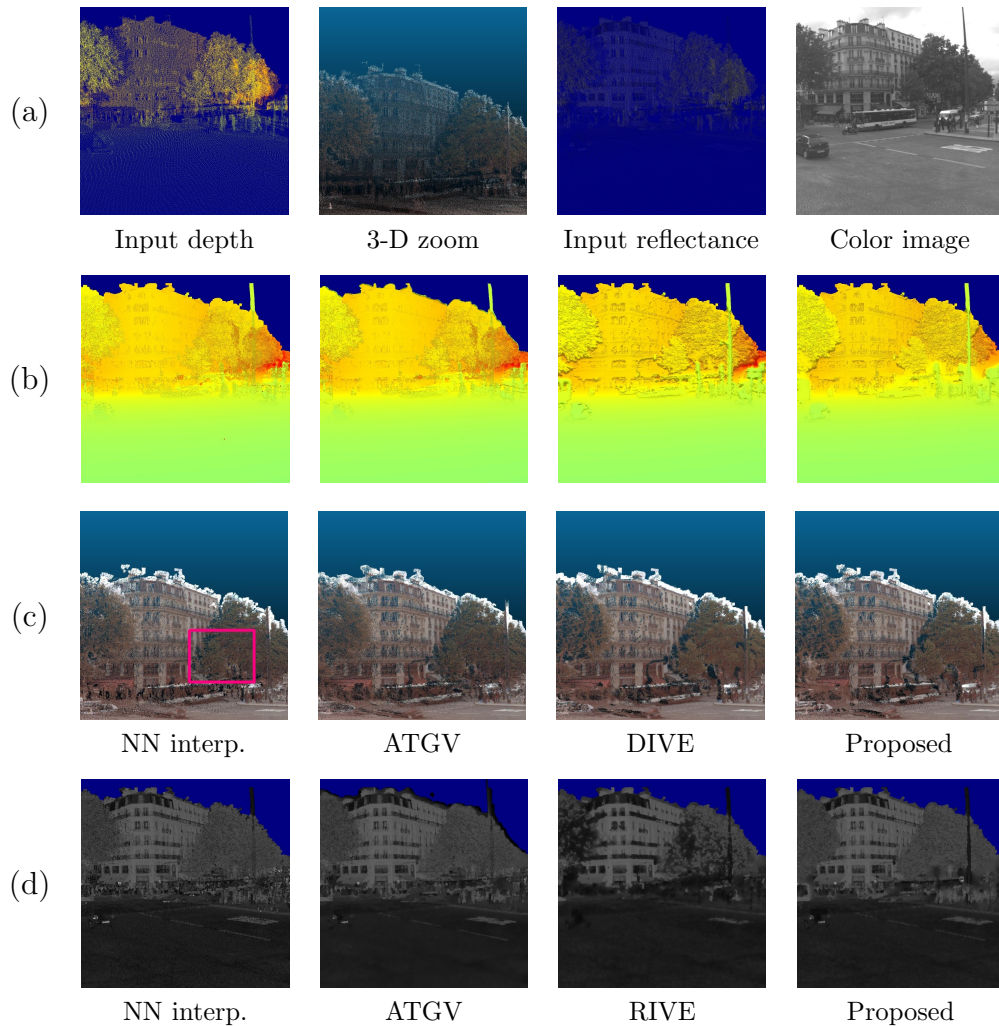 (a)
Input depth
3-D zoom
Input reflectance
Color image
(b)
(c)
NN interp.
ATGV
DIVE
Proposed
(d)
NN interp.
ATGV
RIVE
Proposed